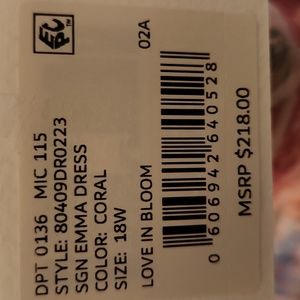 EPC™
02A
DPT 0136 MIC 115
STYLE: 80409DR0223
SGN EMMA DRESS
COLOR: CORAL
SIZE: 18W
LOVE IN BLOOM
0 606942 640528
MSRP $218.00